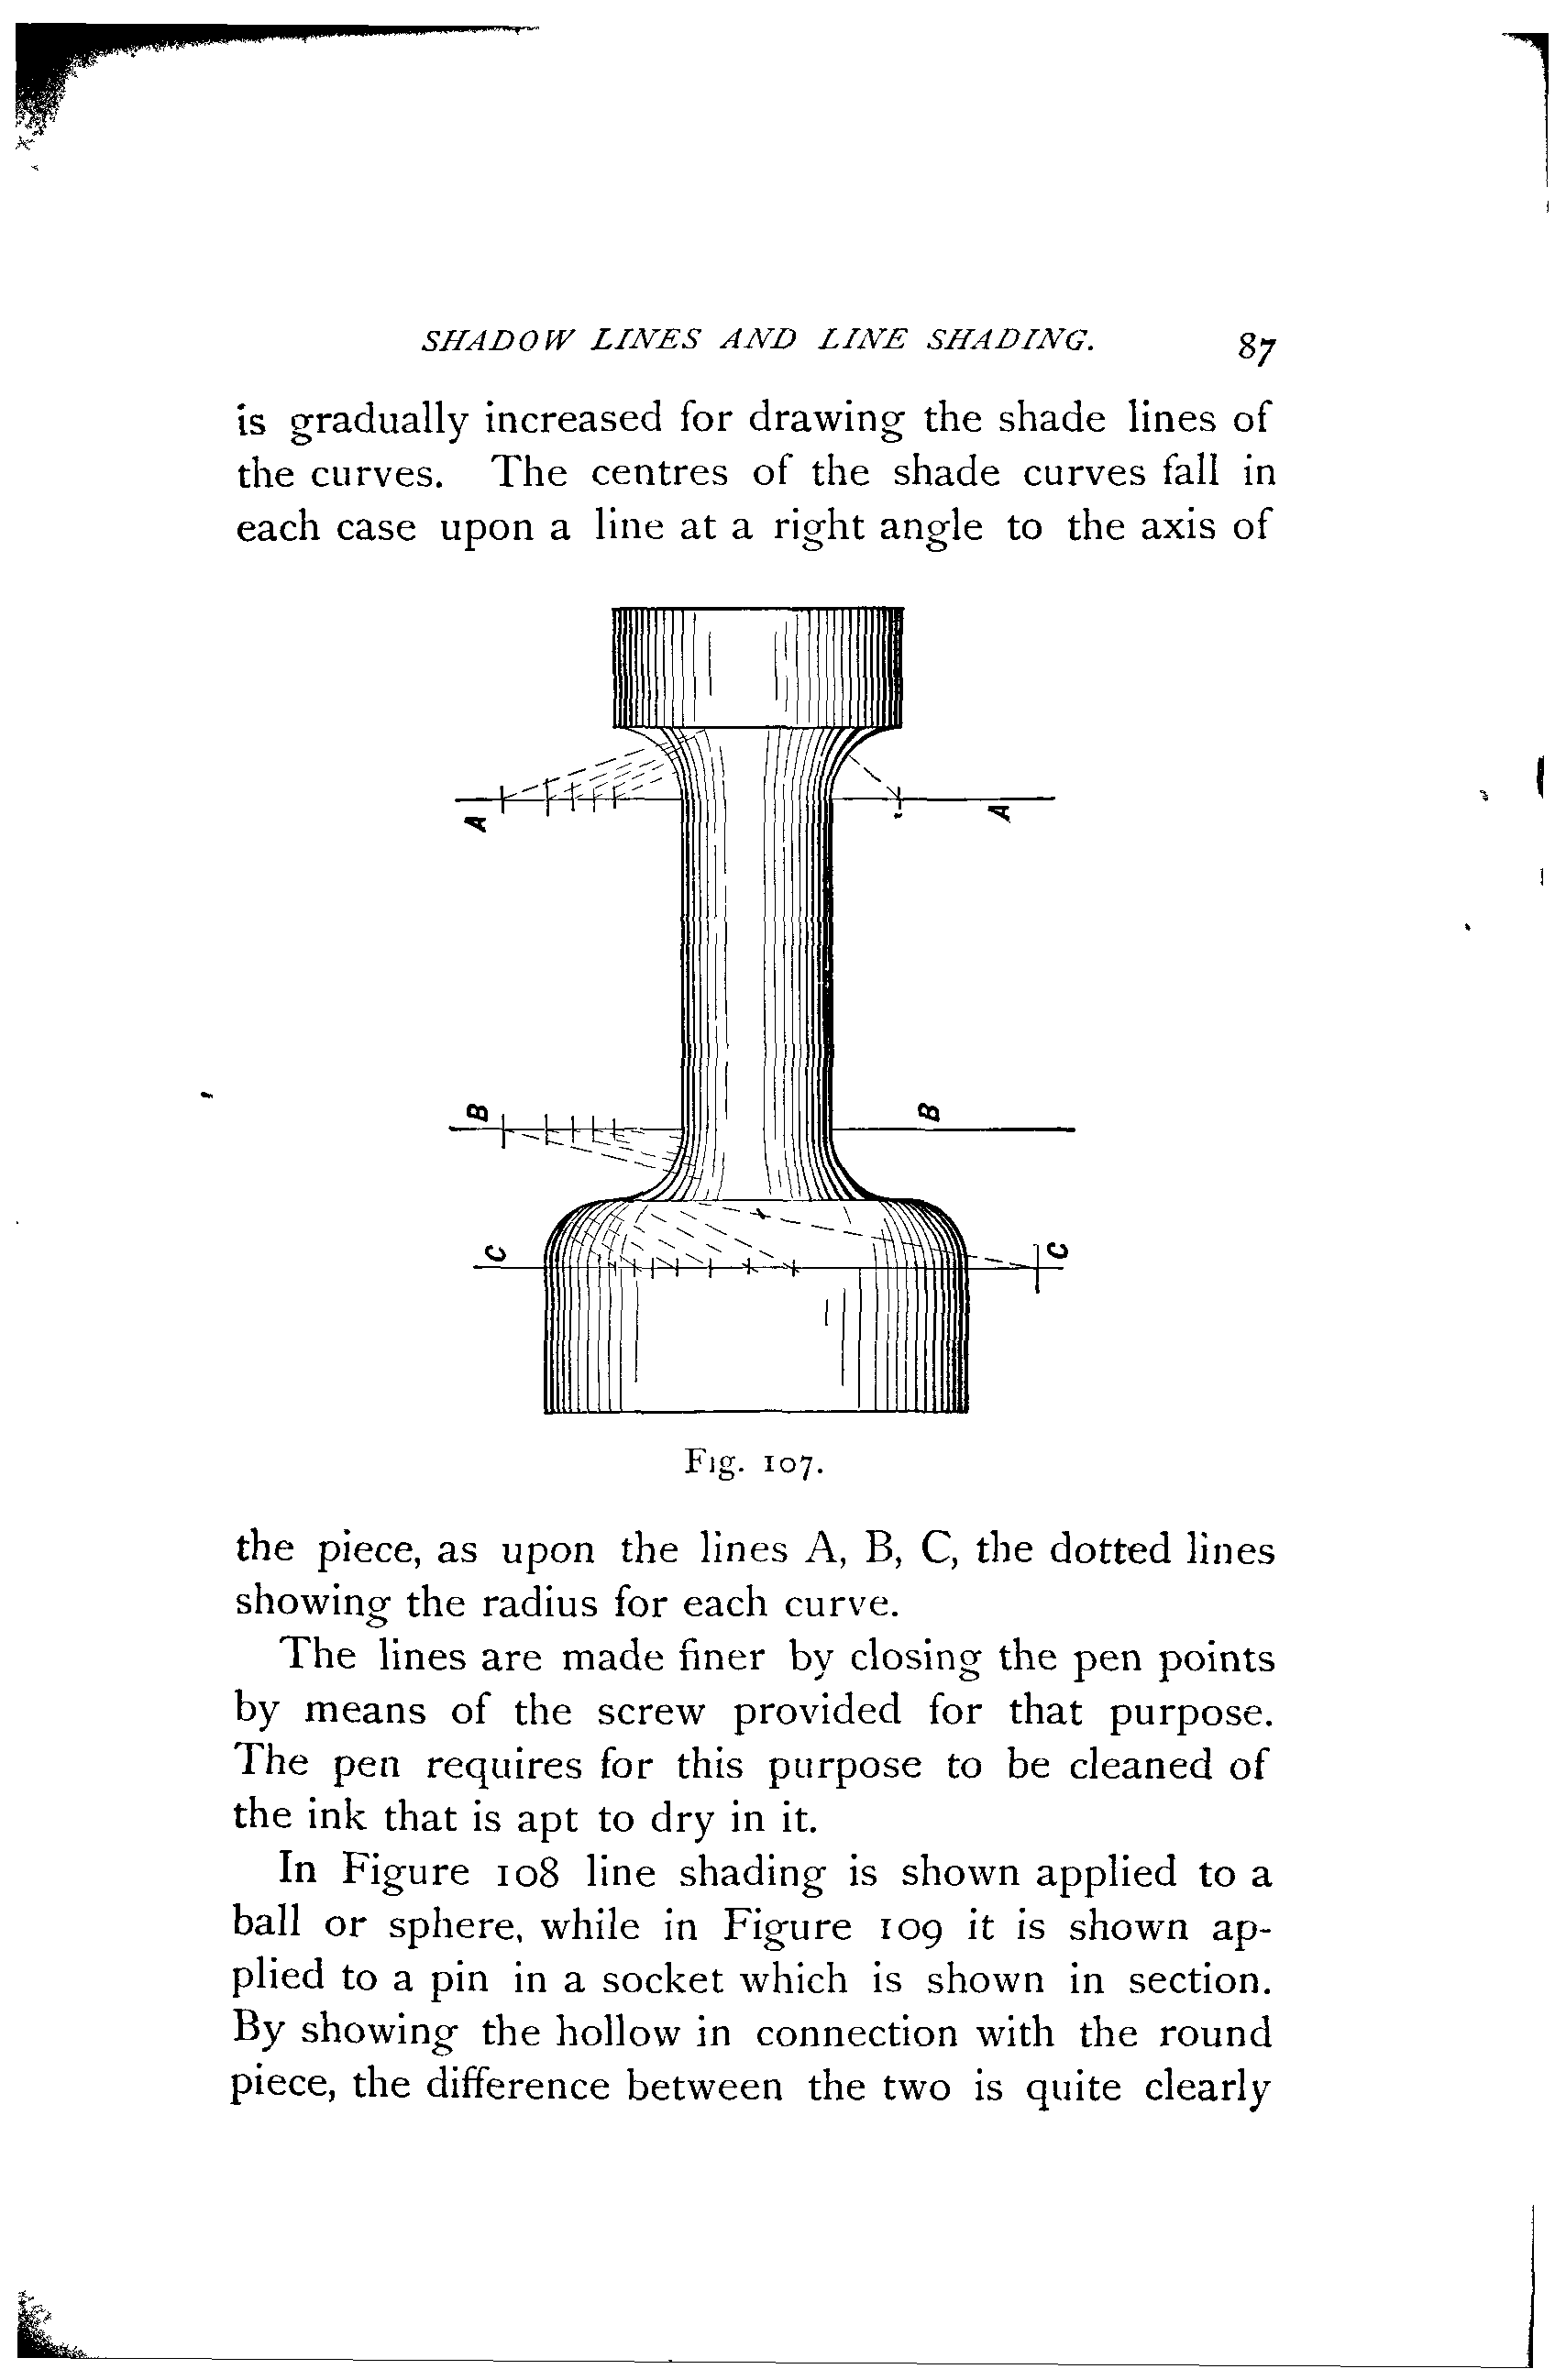 SHADOW LINES AND LINE SHADING. 87
is gradually increased for drawing the shade lines of
the curves. The centres of the shade curves fall in
each case upon a line at a right angle to the axis of
A A
B B
C C
Fig. 107.
the piece, as upon the lines A, B, C, the dotted lines
showing the radius for each curve.
The lines are made finer by closing the pen points
by means of the screw provided for that purpose.
The pen requires for this purpose to be cleaned of
the ink that is apt to dry in it.
In Figure 108 line shading is shown applied to a
ball or sphere, while in Figure 109 it is shown ap-
plied to a pin in a socket which is shown in section.
By showing the hollow in connection with the round
piece, the difference between the two is quite clearly